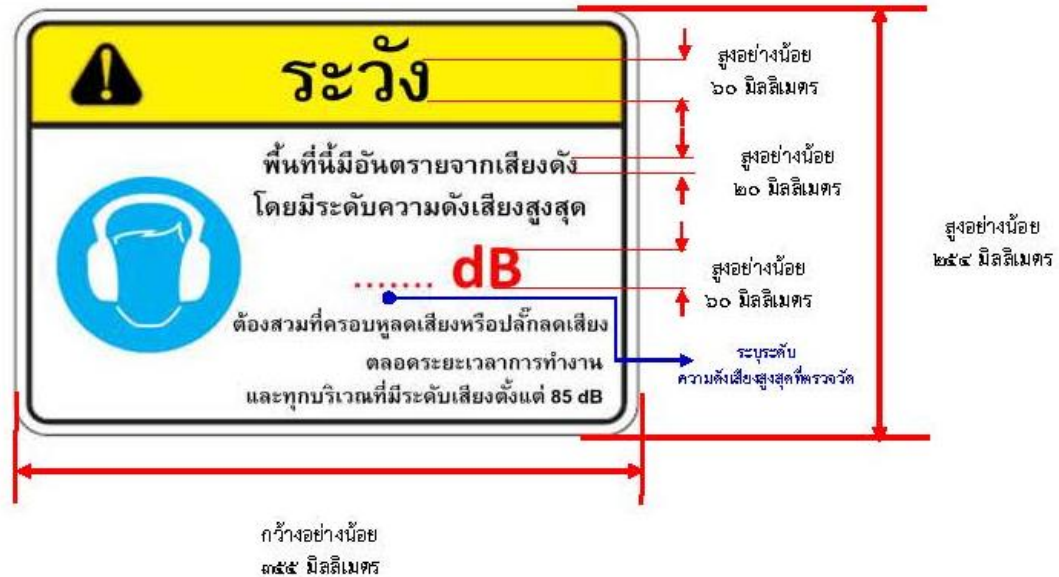 ระวัง
พื้นที่นี้มีอันตรายจากเสียงดัง
โดยมีระดับความดังเสียงสูงสุด
....... dB
ต้องสวมที่ครอบหูลดเสียงหรือปลั๊กลดเสียง
ตลอดระยะเวลาการทำงาน
และทุกบริเวณที่มีระดับเสียงตั้งแต่ 85 dB
สูงอย่างน้อย
๖๐ มิลลิเมตร
สูงอย่างน้อย
๒๐ มิลลิเมตร
สูงอย่างน้อย
๖๐ มิลลิเมตร
ระบุระดับ
ความดังเสียงสูงสุดที่ตรวจวัด
สูงอย่างน้อย
๒๕๔ มิลลิเมตร
กว้างอย่างน้อย
๓๕๕ มิลลิเมตร